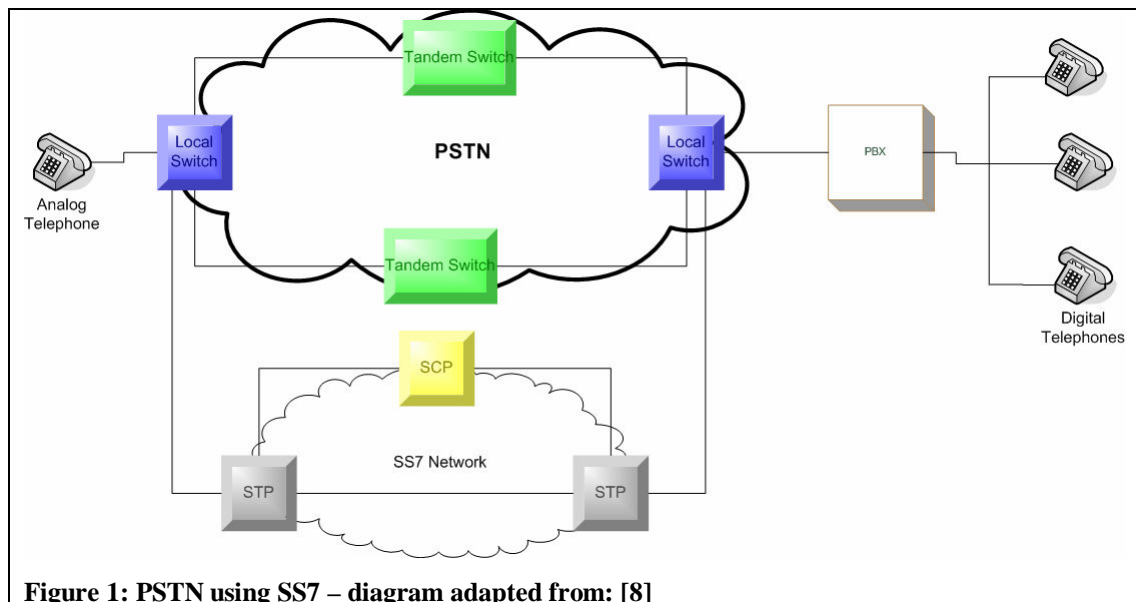 Tandem Switch
Local
Switch
PSTN
Local
Switch
PBX
Analog
Telephone
Tandem Switch
Digital
Telephones
SCP
SS7 Network
STP
STP
Figure 1: PSTN using SS7 – diagram adapted from: [8]